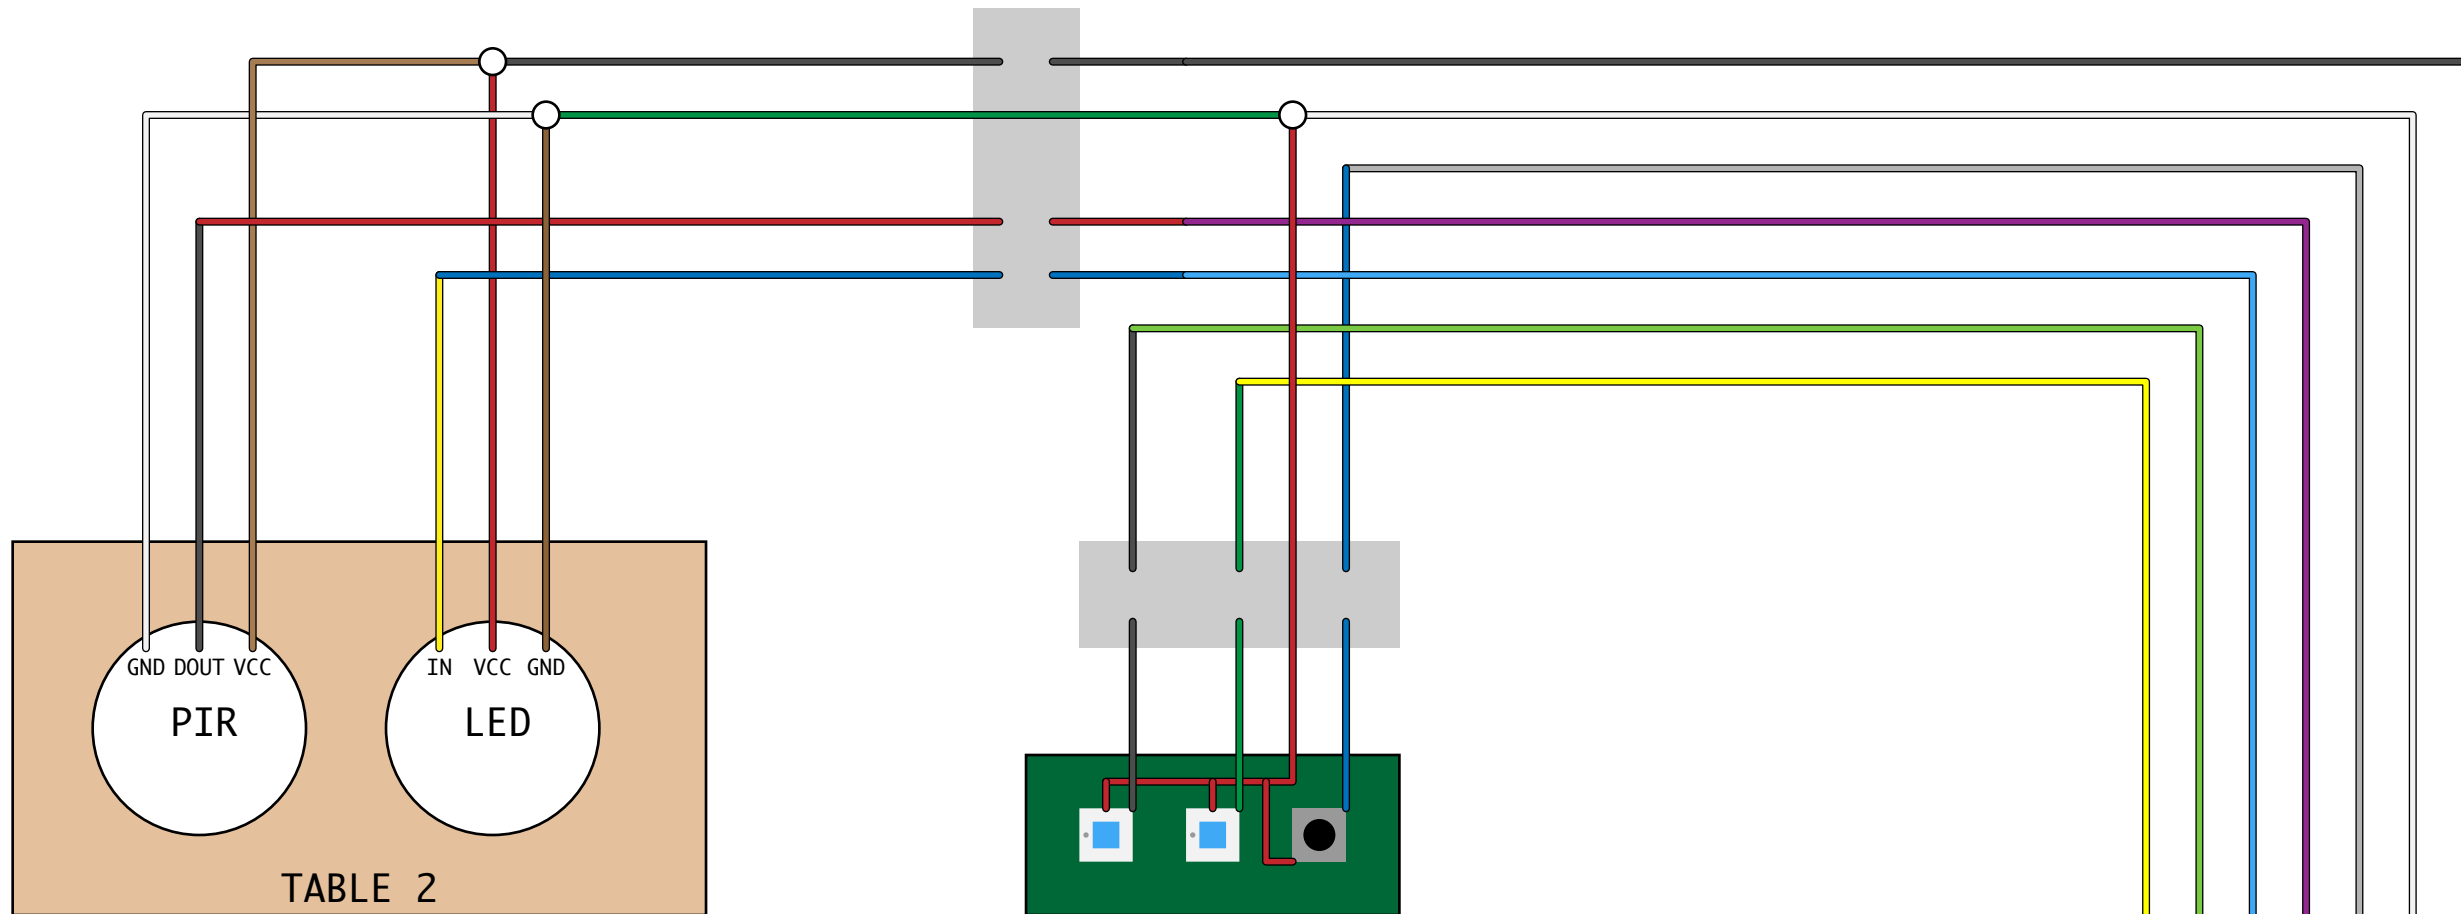 GND DOUT VCC
PIR
IN VCC GND
LED
TABLE 2